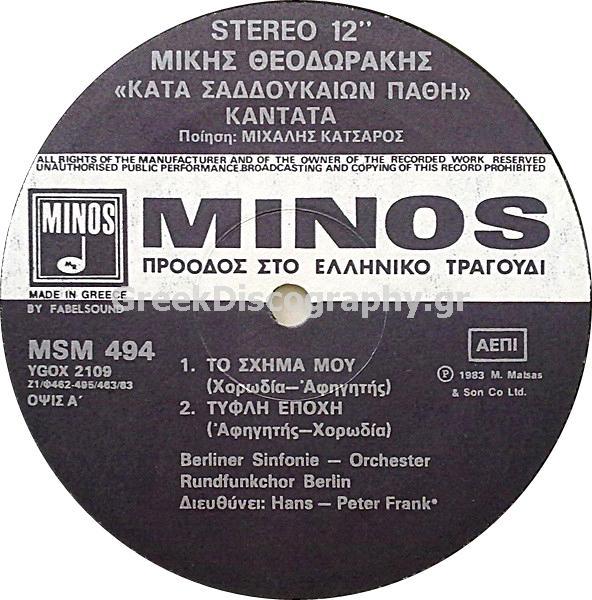 STEREO 12"
ΜΙΚΗΣ ΘΕΟΔΩΡΑΚΗΣ
«ΚΑΤΑ ΣΑΔΔΟΥΚΑΙΩΝ ΠΑΘΗ»
ΚΑΝΤΑΤΑ
Ποίηση: ΜΙΧΑΛΗΣ ΚΑΤΣΑΡΟΣ
ALL RIGHTS OF THE MANUFACTURER AND OF THE OWNER OF THE RECORDED WORK RESERVED
UNAUTHORISED PUBLIC PERFORMANCE.BROADCASTING AND COPYING OF THIS RECORD PROHIBITED
MINOS
MINOS
ΠΡΟΟΔΟΣ ΣΤΟ ΕΛΛΗΝΙΚΟ ΤΡΑΓΟΥΔΙ
MADE IN GREECE
BY FABELSOUND
GreekDiscography.gr
MSM 494
YGOX 2109
Z1/Φ462-495/463/83
ΟΨΙΣ Α΄
1. ΤΟ ΣΧΗΜΑ ΜΟΥ
(Χορωδία–Ἀφηγητής)
2. ΤΥΦΛΗ ΕΠΟΧΗ
(Ἀφηγητής–Χορωδία)
ΑΕΠΙ
Ⓟ 1983 M. Matsas
& Son Co Ltd.
Berliner Sinfonie – Orchester
Rundfunkchor Berlin
Διευθύνει: Hans – Peter Frank*